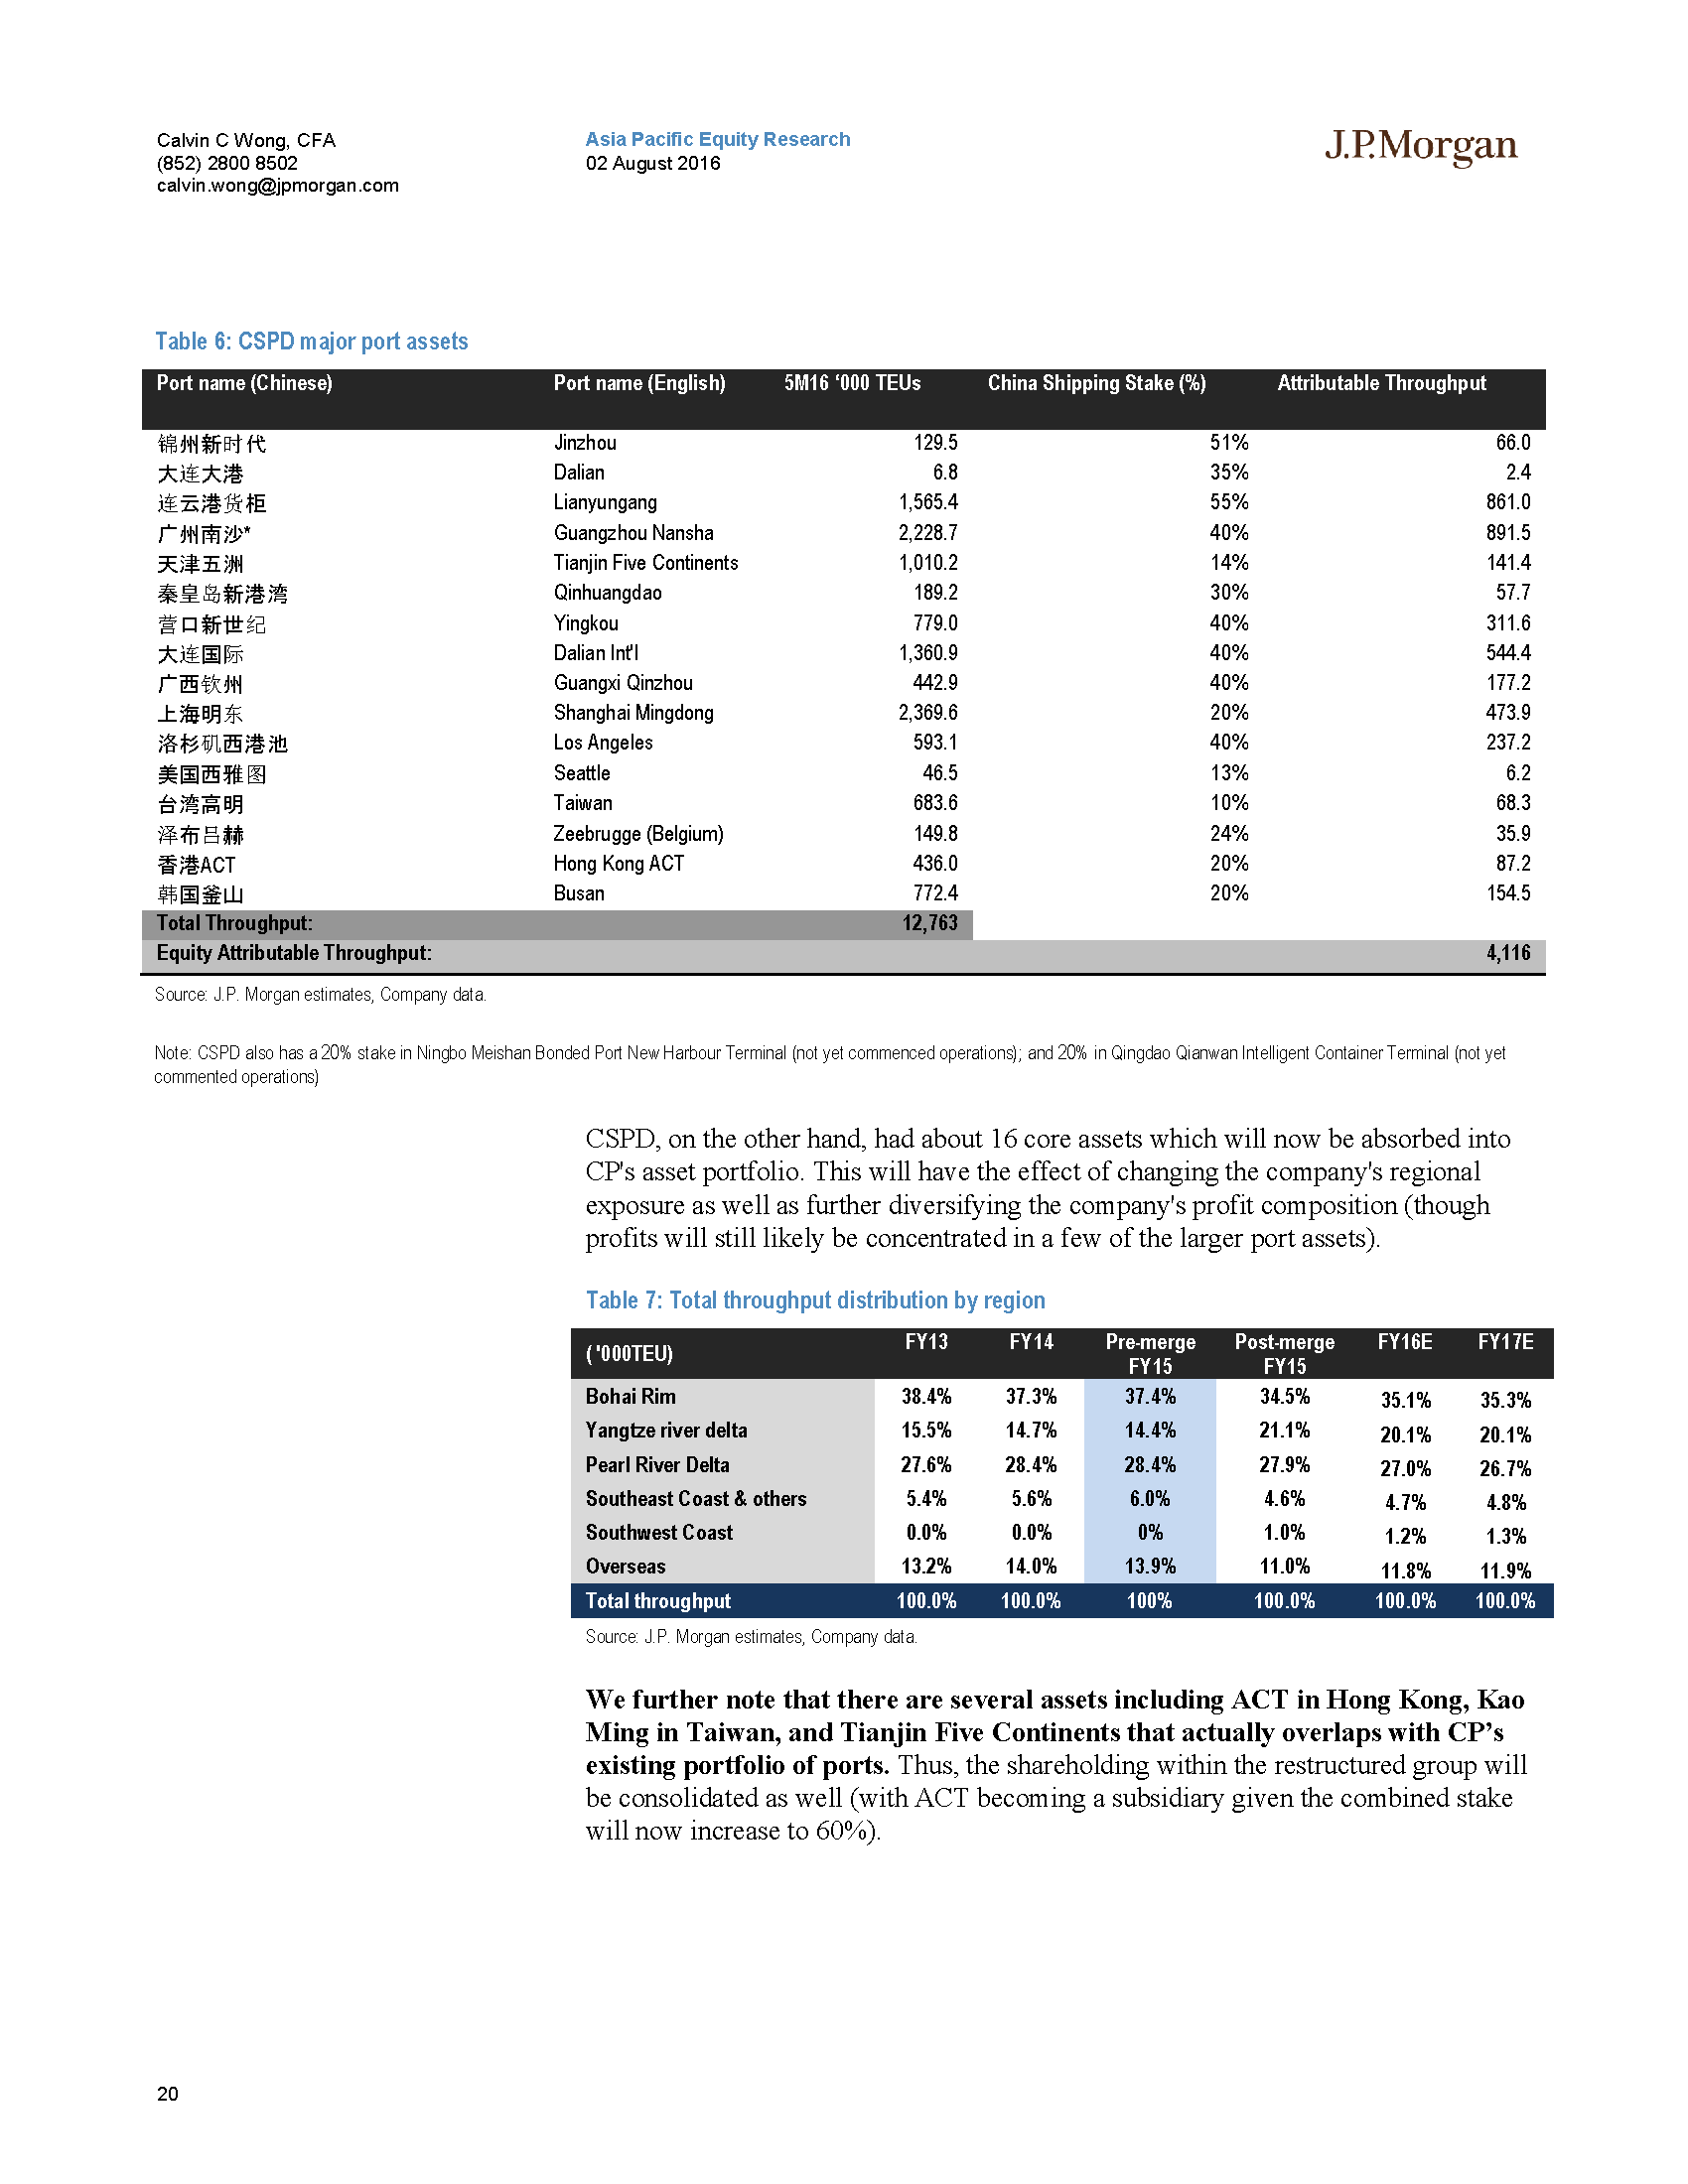 Calvin C Wong, CFA
(852) 2800 8502
calvin.wong@jpmorgan.com
Asia Pacific Equity Research
02 August 2016
J.P.Morgan
Table 6: CSPD major port assets
Port name (Chinese) Port name (English) 5M16 ‘000 TEUs China Shipping Stake (%) Attributable Throughput
锦州新时代 Jinzhou 129.5 51% 66.0
大连大港 Dalian 6.8 35% 2.4
连云港货柜 Lianyungang 1,565.4 55% 861.0
广州南沙* Guangzhou Nansha 2,228.7 40% 891.5
天津五洲 Tianjin Five Continents 1,010.2 14% 141.4
秦皇岛新港湾 Qinhuangdao 189.2 30% 57.7
营口新世纪 Yingkou 779.0 40% 311.6
大连国际 Dalian Int'l 1,360.9 40% 544.4
广西钦州 Guangxi Qinzhou 442.9 40% 177.2
上海明东 Shanghai Mingdong 2,369.6 20% 473.9
洛杉矶西港池 Los Angeles 593.1 40% 237.2
美国西雅图 Seattle 46.5 13% 6.2
台湾高明 Taiwan 683.6 10% 68.3
泽布吕赫 Zeebrugge (Belgium) 149.8 24% 35.9
香港ACT Hong Kong ACT 436.0 20% 87.2
韩国釜山 Busan 772.4 20% 154.5
Total Throughput: 12,763
Equity Attributable Throughput: 4,116
Source: J.P. Morgan estimates, Company data.
Note: CSPD also has a 20% stake in Ningbo Meishan Bonded Port New Harbour Terminal (not yet commenced operations); and 20% in Qingdao Qianwan Intelligent Container Terminal (not yet
commented operations)
CSPD, on the other hand, had about 16 core assets which will now be absorbed into
CP's asset portfolio. This will have the effect of changing the company's regional
exposure as well as further diversifying the company's profit composition (though
profits will still likely be concentrated in a few of the larger port assets).
Table 7: Total throughput distribution by region
( '000TEU) FY13 FY14 Pre-merge FY15 Post-merge FY15 FY16E FY17E
Bohai Rim 38.4% 37.3% 37.4% 34.5% 35.1% 35.3%
Yangtze river delta 15.5% 14.7% 14.4% 21.1% 20.1% 20.1%
Pearl River Delta 27.6% 28.4% 28.4% 27.9% 27.0% 26.7%
Southeast Coast & others 5.4% 5.6% 6.0% 4.6% 4.7% 4.8%
Southwest Coast 0.0% 0.0% 0% 1.0% 1.2% 1.3%
Overseas 13.2% 14.0% 13.9% 11.0% 11.8% 11.9%
Total throughput 100.0% 100.0% 100% 100.0% 100.0% 100.0%
Source: J.P. Morgan estimates, Company data.
We further note that there are several assets including ACT in Hong Kong, Kao
Ming in Taiwan, and Tianjin Five Continents that actually overlaps with CP’s
existing portfolio of ports. Thus, the shareholding within the restructured group will
be consolidated as well (with ACT becoming a subsidiary given the combined stake
will now increase to 60%).
20